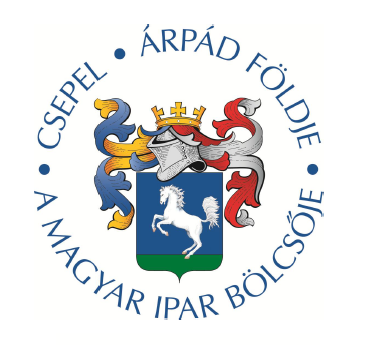 CSEPEL • ÁRPÁD FÖLDJE •
A MAGYAR IPAR BÖLCSŐJE •